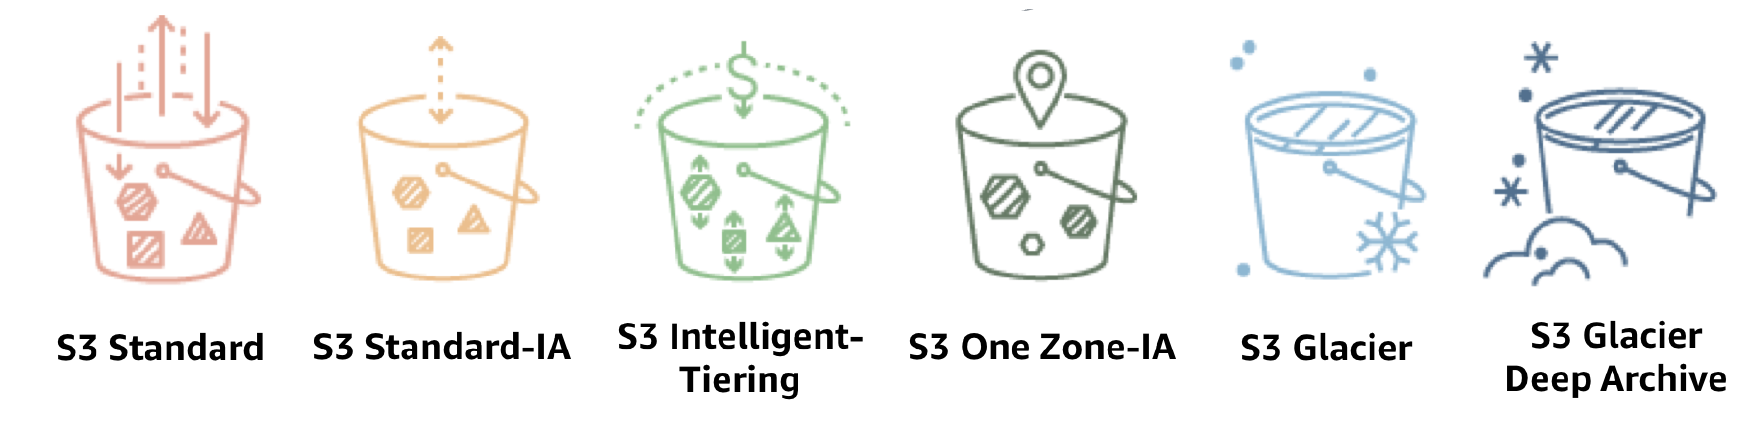 S3 Standard
S3 Standard-IA
S3 Intelligent-
Tiering
S3 One Zone-IA
S3 Glacier
S3 Glacier
Deep Archive